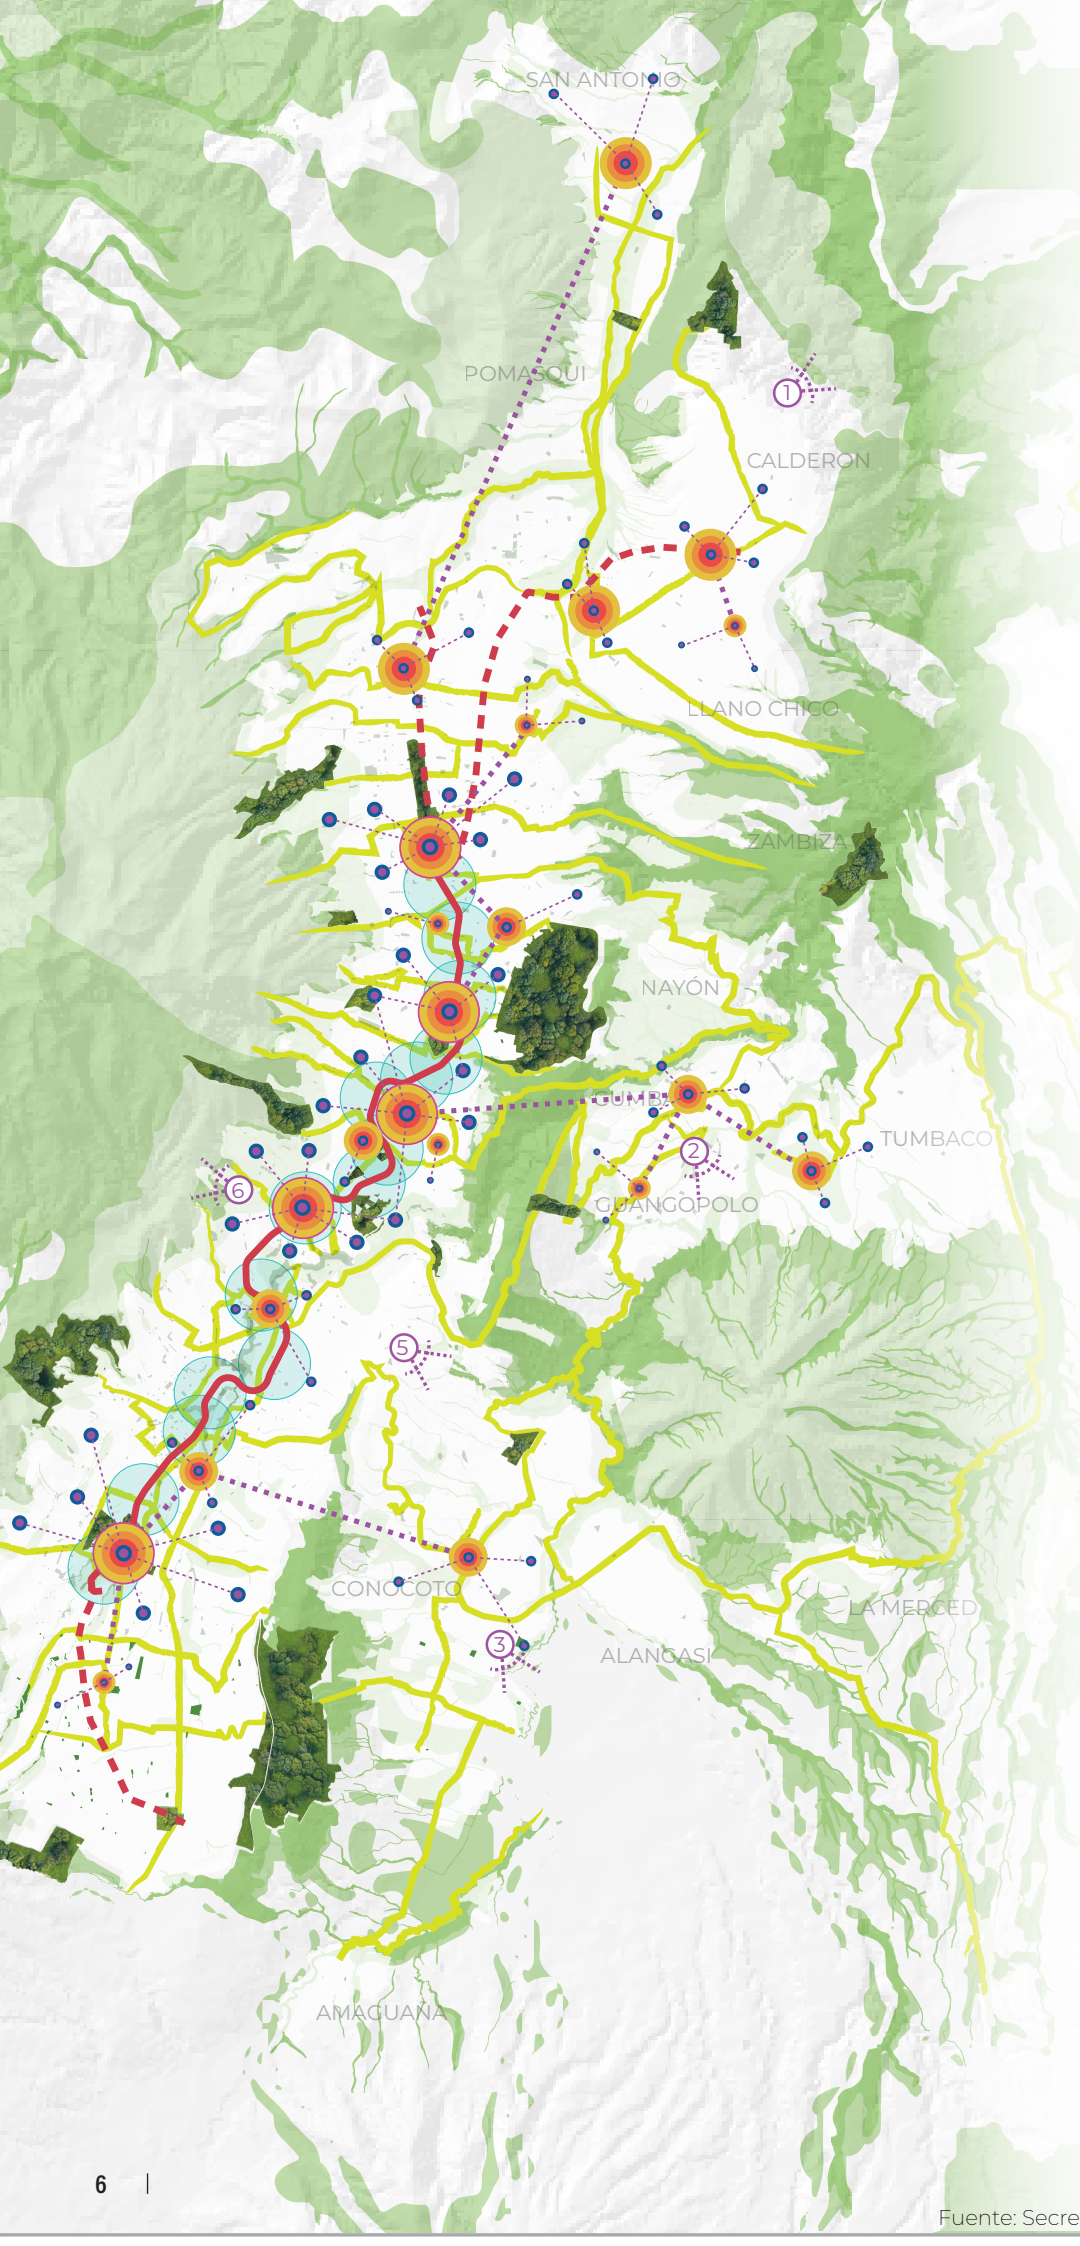 SAN ANTONIO
POMASQUI
1
CALDERON
LLANO CHICO
ZAMBIZA
NAYÓN
CUMBA
TUMBACO
2
6
GUANGOPOLO
5
CONOCOTO
LA MERCED
3
ALANGASI
AMAGUAÑA
6 |
Fuente: Secre